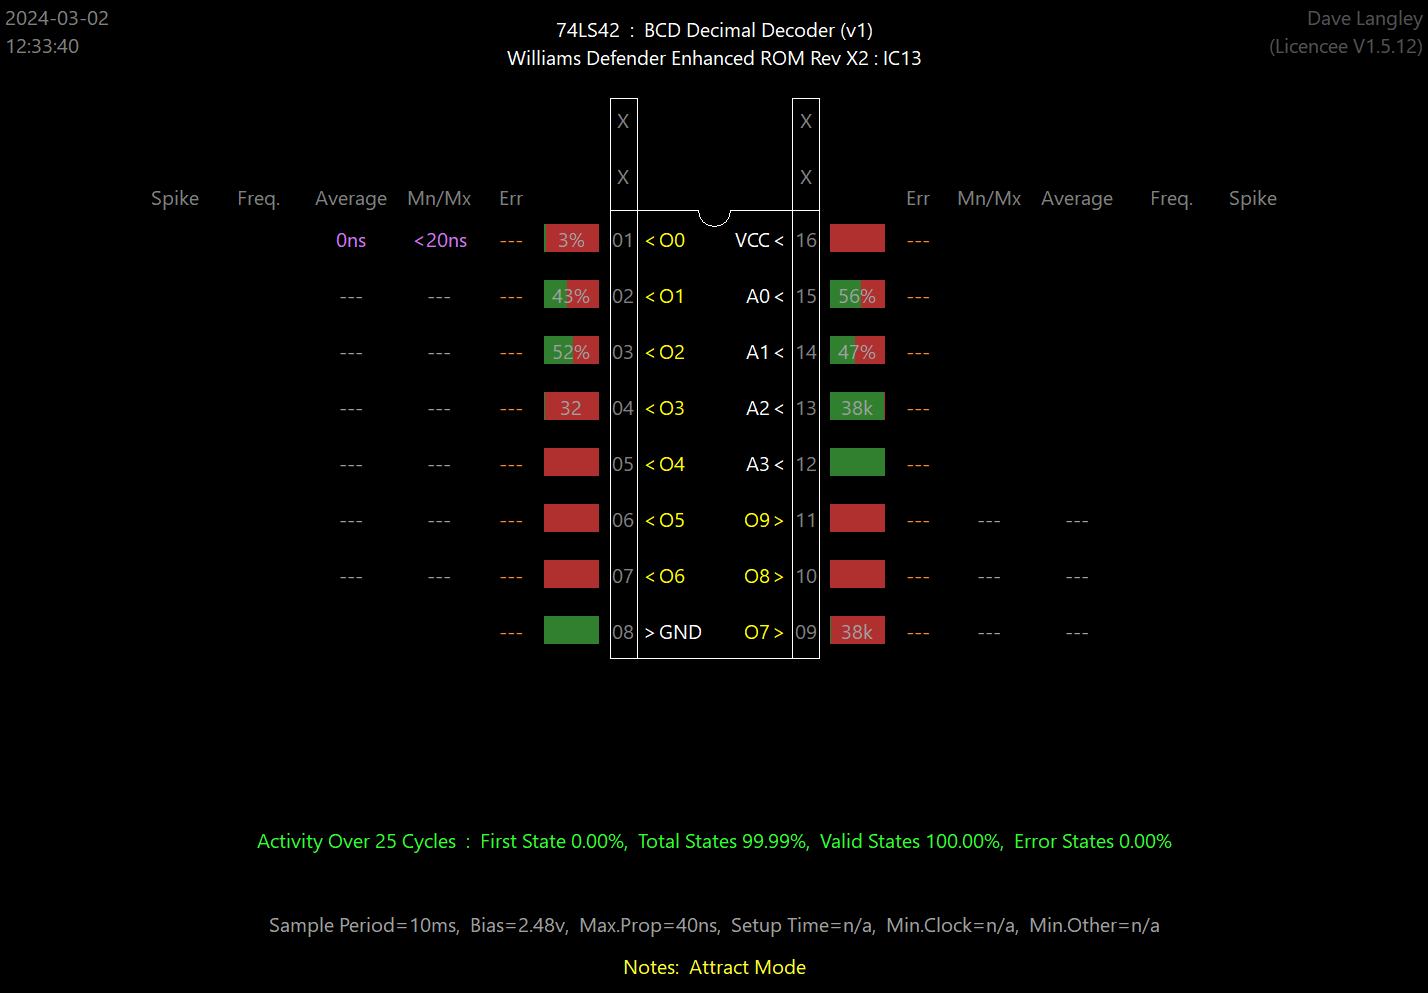 2024-03-02
12:33:40
74LS42 : BCD Decimal Decoder (v1)
Williams Defender Enhanced ROM Rev X2 : IC13
Dave Langley
(Licencee V1.5.12)
X X
X X
Spike Freq. Average Mn/Mx Err Err Mn/Mx Average Freq. Spike
0ns <20ns --- 3% 01 < O0 VCC < 16 ---
--- --- --- 43% 02 < O1 A0 < 15 56% ---
--- --- --- 52% 03 < O2 A1 < 14 47% ---
--- --- --- 32 04 < O3 A2 < 13 38k ---
--- --- --- 05 < O4 A3 < 12 ---
--- --- --- 06 < O5 O9 > 11 --- --- ---
--- --- --- 07 < O6 O8 > 10 --- --- ---
--- 08 > GND O7 > 09 38k --- --- ---
Activity Over 25 Cycles : First State 0.00%, Total States 99.99%, Valid States 100.00%, Error States 0.00%
Sample Period=10ms, Bias=2.48v, Max.Prop=40ns, Setup Time=n/a, Min.Clock=n/a, Min.Other=n/a
Notes: Attract Mode